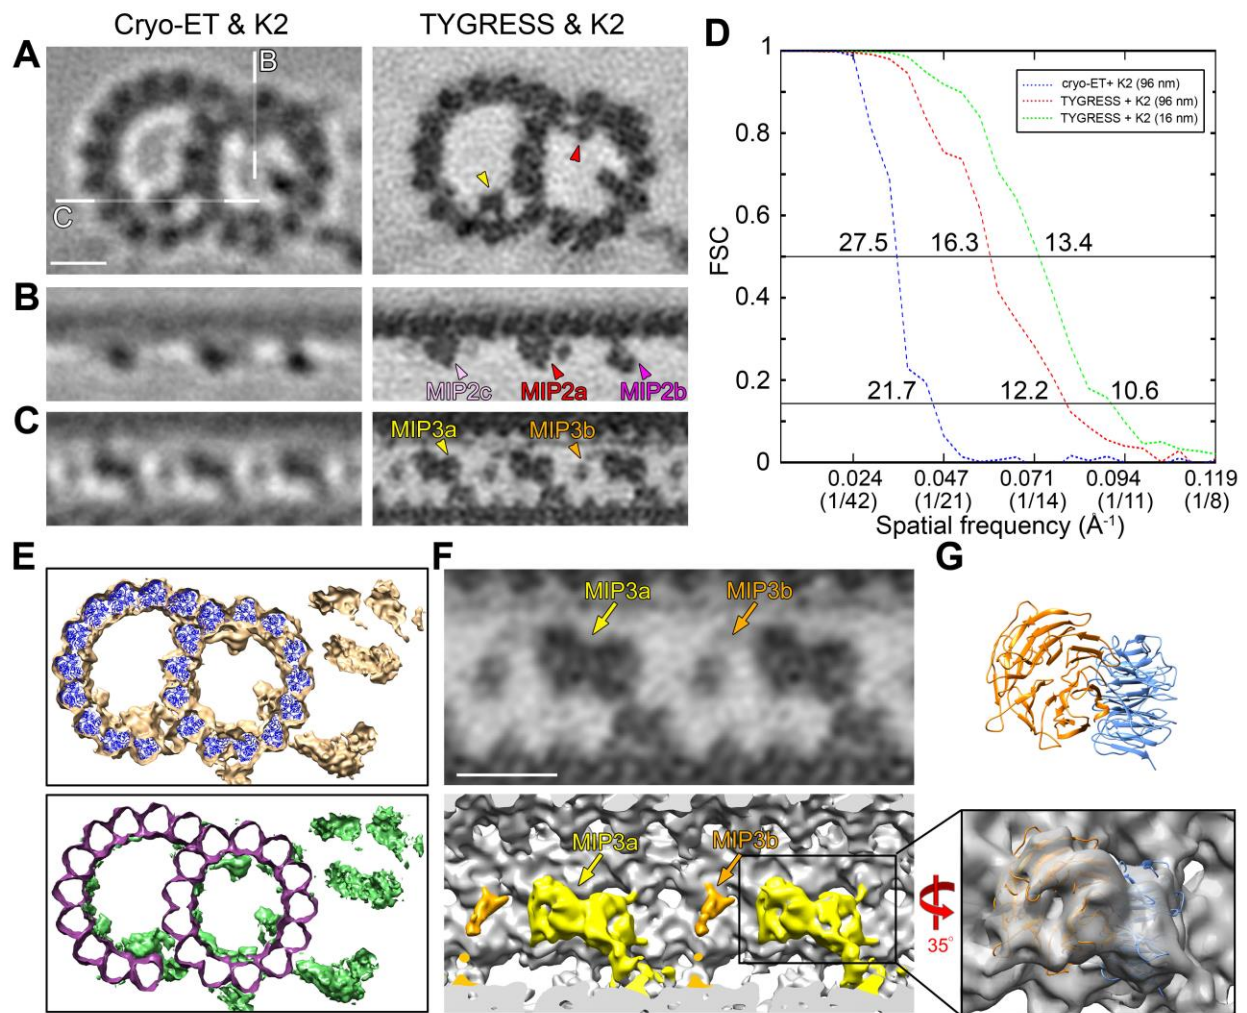 Cryo-ET & K2
TYGRESS & K2
A
B
C
B
MIP2c
MIP2a
MIP2b
C
MIP3a
MIP3b
D
1
0.8
0.6
0.4
0.2
0
FSC
cryo-ET+ K2 (96 nm)
TYGRESS + K2 (96 nm)
TYGRESS + K2 (16 nm)
27.5
16.3
13.4
21.7
12.2
10.6
0.024 0.047 0.071 0.094 0.119
(1/42) (1/21) (1/14) (1/11) (1/8)
Spatial frequency (Å⁻¹)
E
F
MIP3a
MIP3b
MIP3a
MIP3b
G
35°